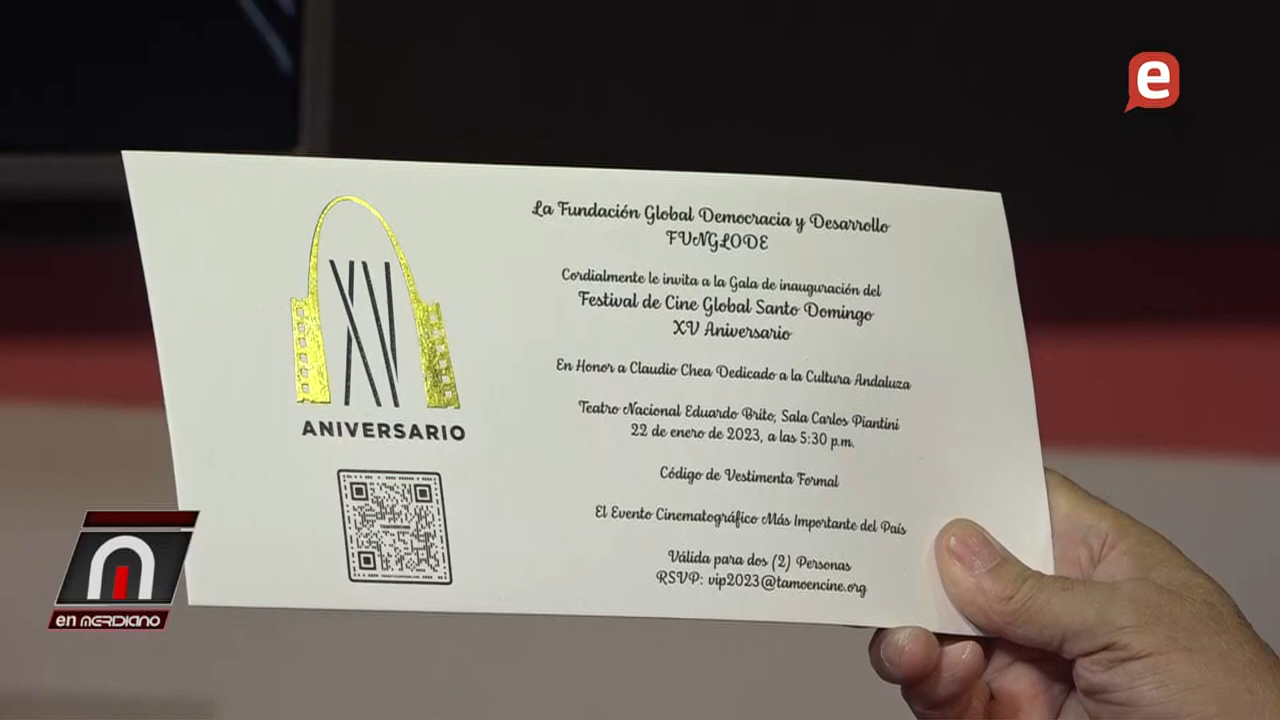 e
XV
ANIVERSARIO
La Fundación Global Democracia y Desarrollo
FUNGLODE
Cordialmente le invita a la Gala de inauguración del
Festival de Cine Global Santo Domingo
XV Aniversario
En Honor a Claudio Chea Dedicado a la Cultura Andaluza
Teatro Nacional Eduardo Brito, Sala Carlos Piantini
22 de enero de 2023, a las 5:30 p.m.
Código de Vestimenta Formal
El Evento Cinematográfico Más Importante del País
Válida para dos (2) Personas
RSVP: vip2023@tamoencine.org
en MERDIANO